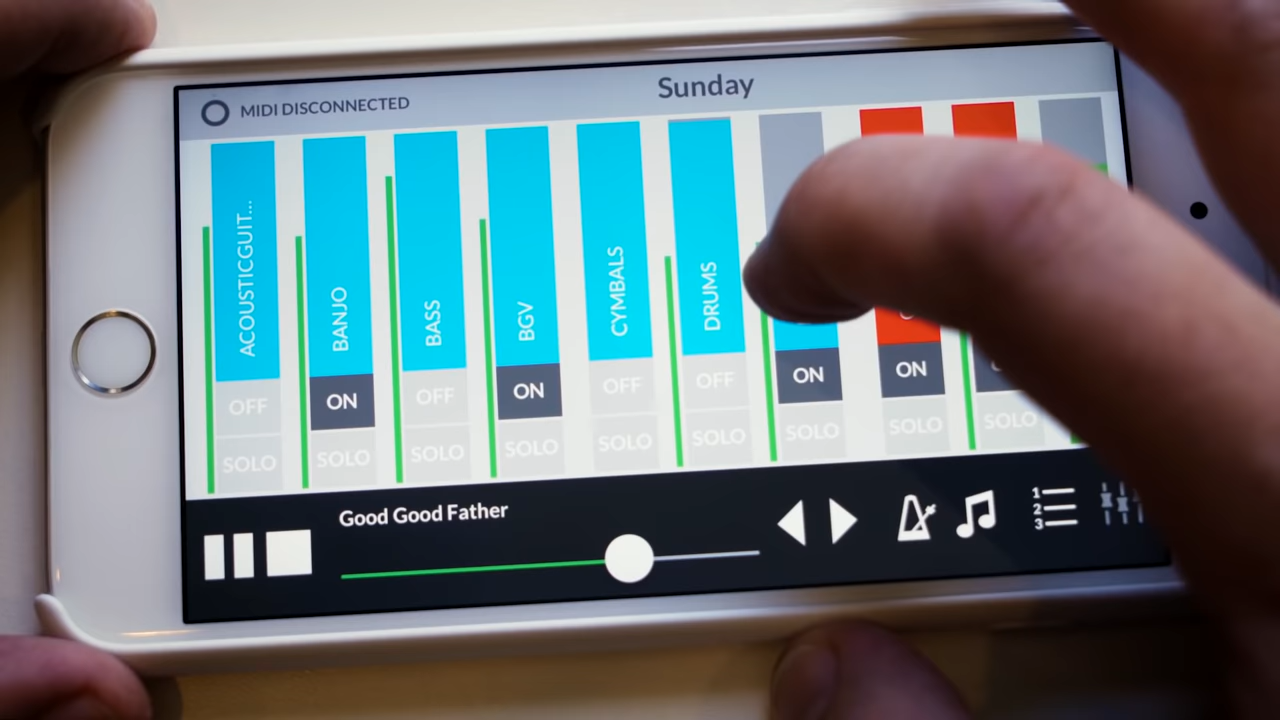 Sunday
MIDI DISCONNECTED
ACOUSTICGUIT...
BANJO
BASS
BGV
CYMBALS
DRUMS
OFF
ON
OFF
ON
OFF
OFF
ON
ON
SOLO
SOLO
SOLO
SOLO
SOLO
SOLO
SOLO
SOLO
SOLO
Good Good Father
1
2
3